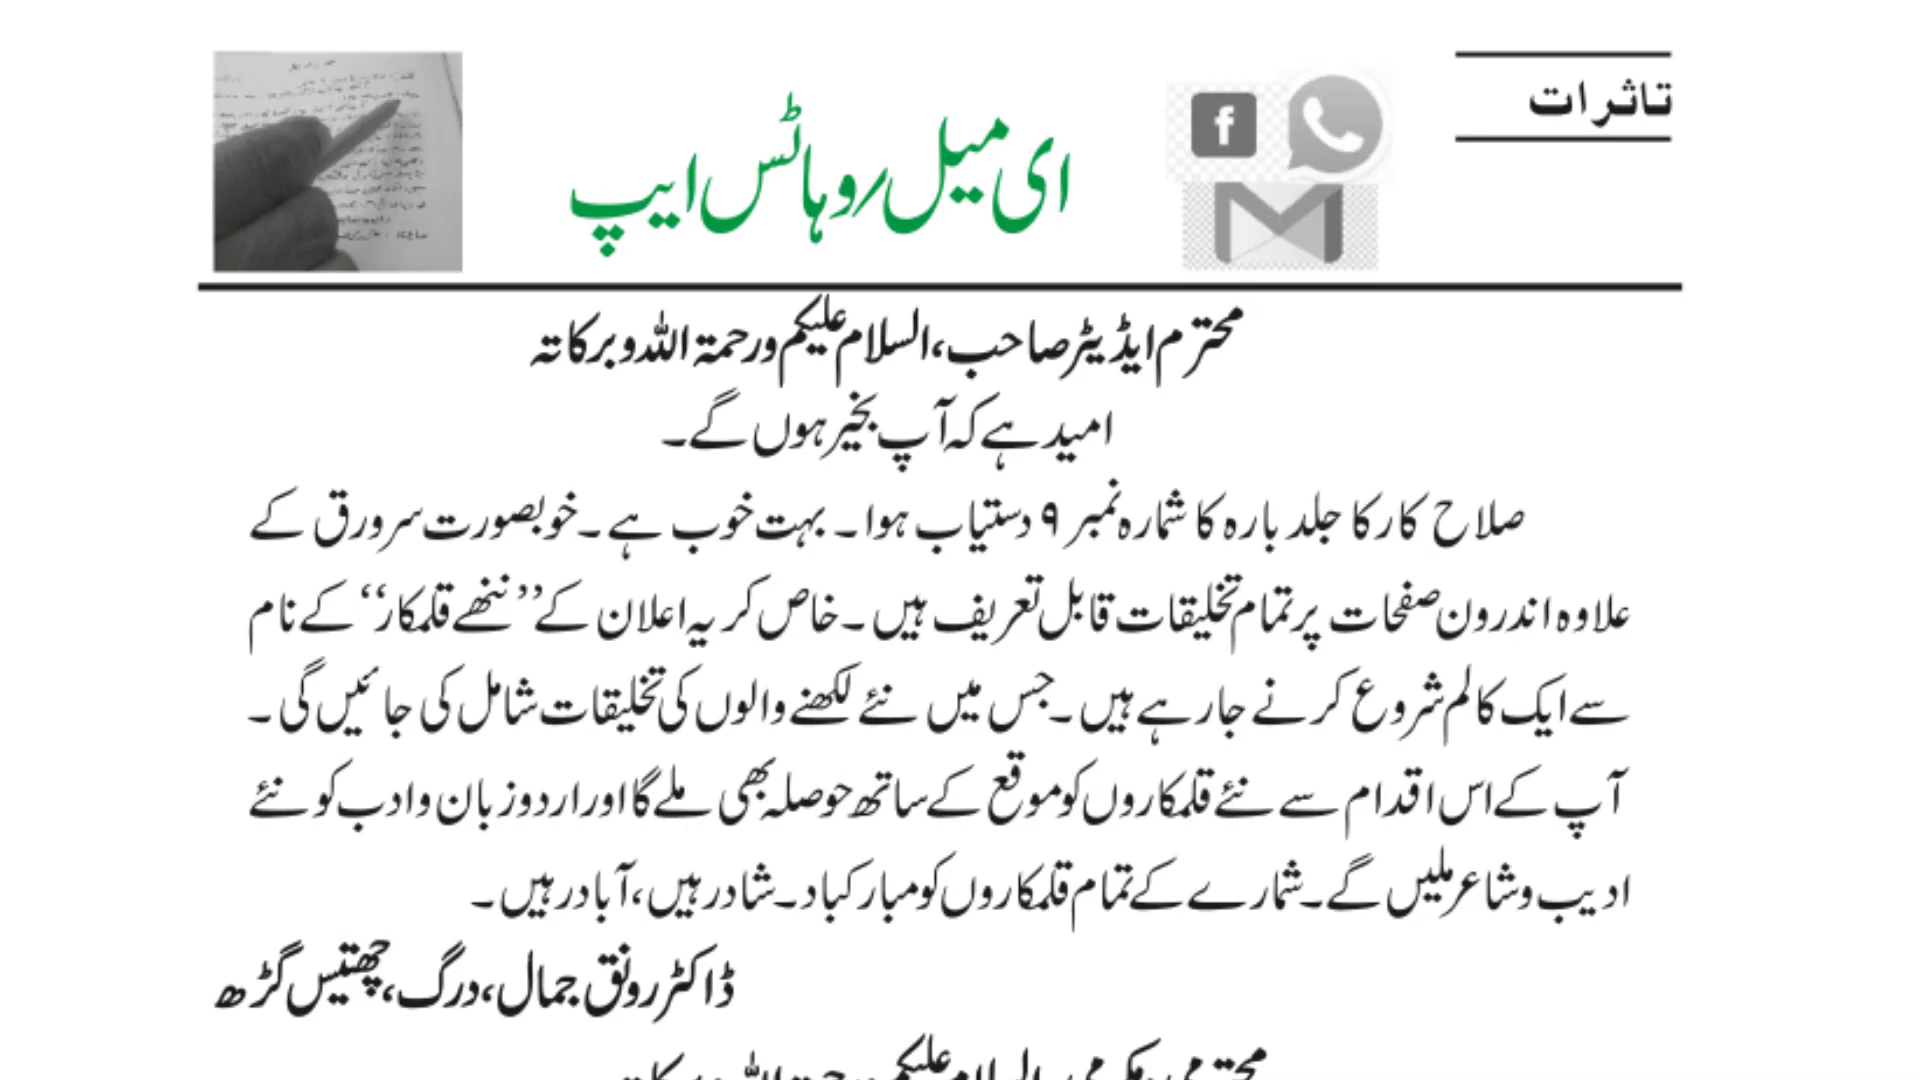 تاثرات
ای میل/وہاٹس ایپ
محترم ایڈیٹر صاحب، السلام علیکم ورحمۃ اللہ وبرکاتہ
امید ہے کہ آپ بخیر ہوں گے۔
صلاح کار کا جلد بارہ کا شمارہ نمبر ۹ دستیاب ہوا۔ بہت خوب ہے۔ خوبصورت سرورق کے
علاوہ اندرون صفحات پر تمام تخلیقات قابل تعریف ہیں۔ خاص کر یہ اعلان کے ’’ننھے قلمکار‘‘ کے نام
سے ایک کالم شروع کرنے جارہے ہیں۔ جس میں نئے لکھنے والوں کی تخلیقات شامل کی جائیں گی۔
آپ کے اس اقدام سے نئے قلمکاروں کو موقع کے ساتھ حوصلہ بھی ملے گا اور اردو زبان وادب کو نئے
ادیب وشاعر ملیں گے۔ شمارے کے تمام قلمکاروں کو مبارکباد۔ شاد رہیں، آباد رہیں۔
ڈاکٹر رونق جمال، درگ، چھتیس گڑھ